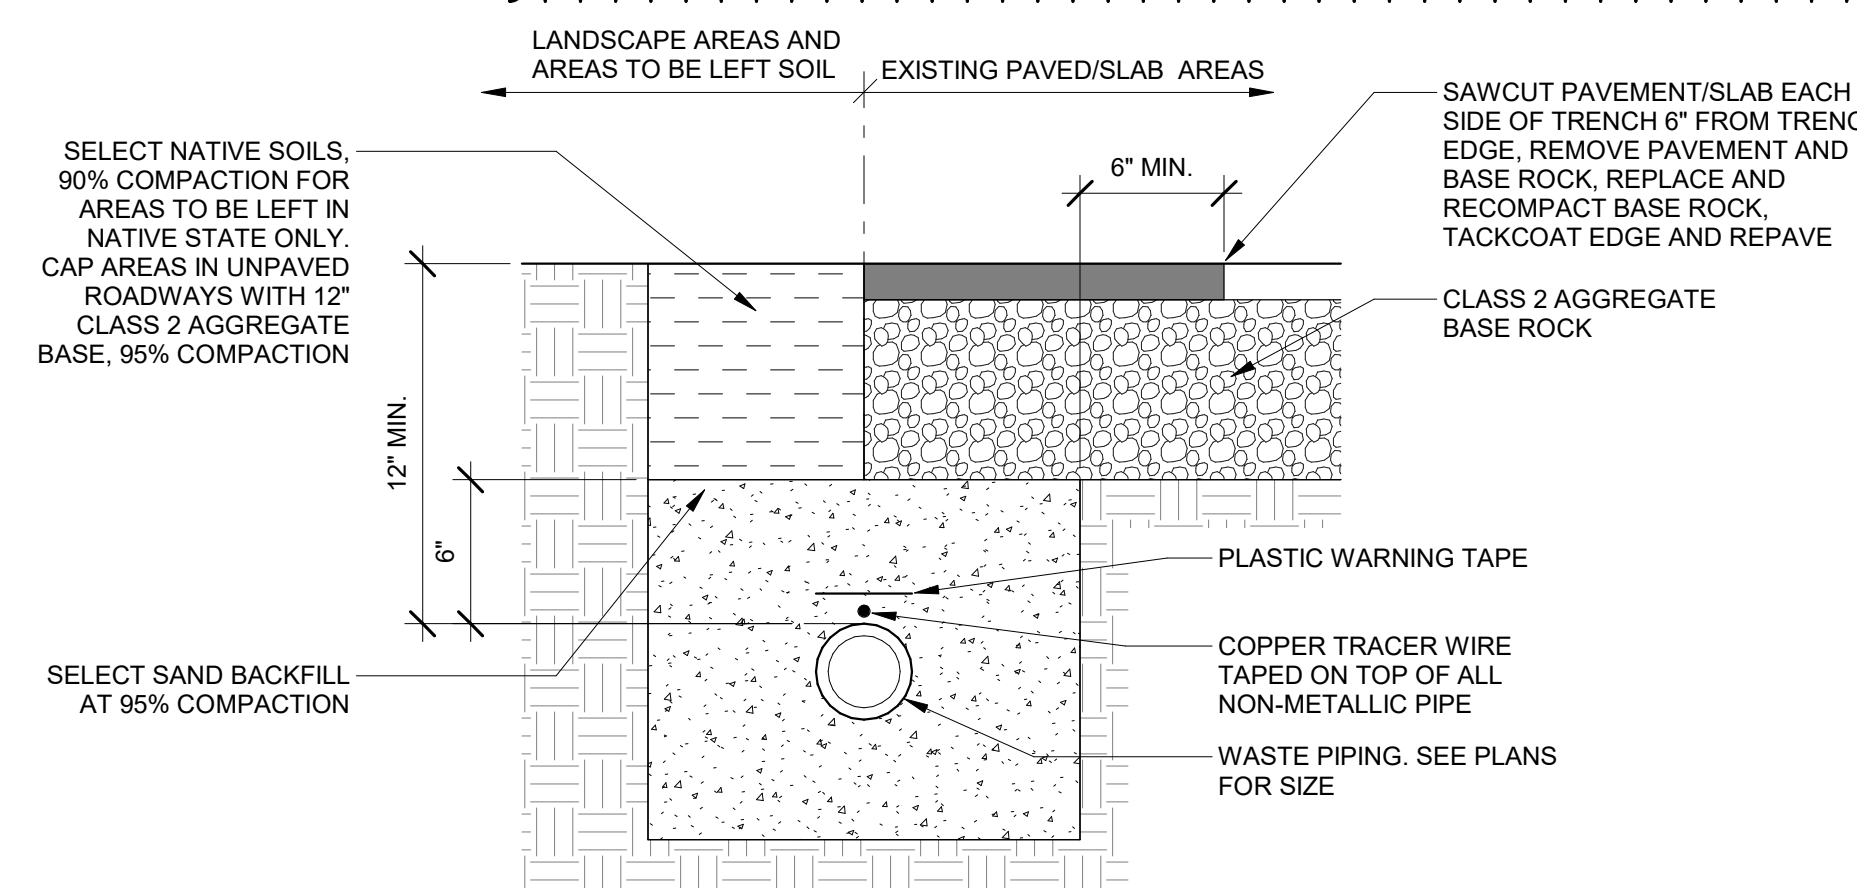 LANDSCAPE AREAS AND
AREAS TO BE LEFT SOIL
EXISTING PAVED/SLAB AREAS
SAWCUT PAVEMENT/SLAB EACH
SIDE OF TRENCH 6" FROM
EDGE, REMOVE PAVEMENT AND
BASE ROCK, REPLACE AND
RECOMPACT BASE ROCK,
TACKCOAT EDGE AND REPAVE
SELECT NATIVE SOILS,
90% COMPACTION FOR
AREAS TO BE LEFT IN
NATIVE STATE ONLY.
CAP AREAS IN UNPAVED
ROADWAYS WITH 12"
CLASS 2 AGGREGATE
BASE, 95% COMPACTION
6" MIN.
CLASS 2 AGGREGATE
BASE ROCK
12" MIN.
6"
PLASTIC WARNING TAPE
COPPER TRACER WIRE
TAPED ON TOP OF ALL
NON-METALLIC PIPE
SELECT SAND BACKFILL
AT 95% COMPACTION
WASTE PIPING. SEE PLANS
FOR SIZE